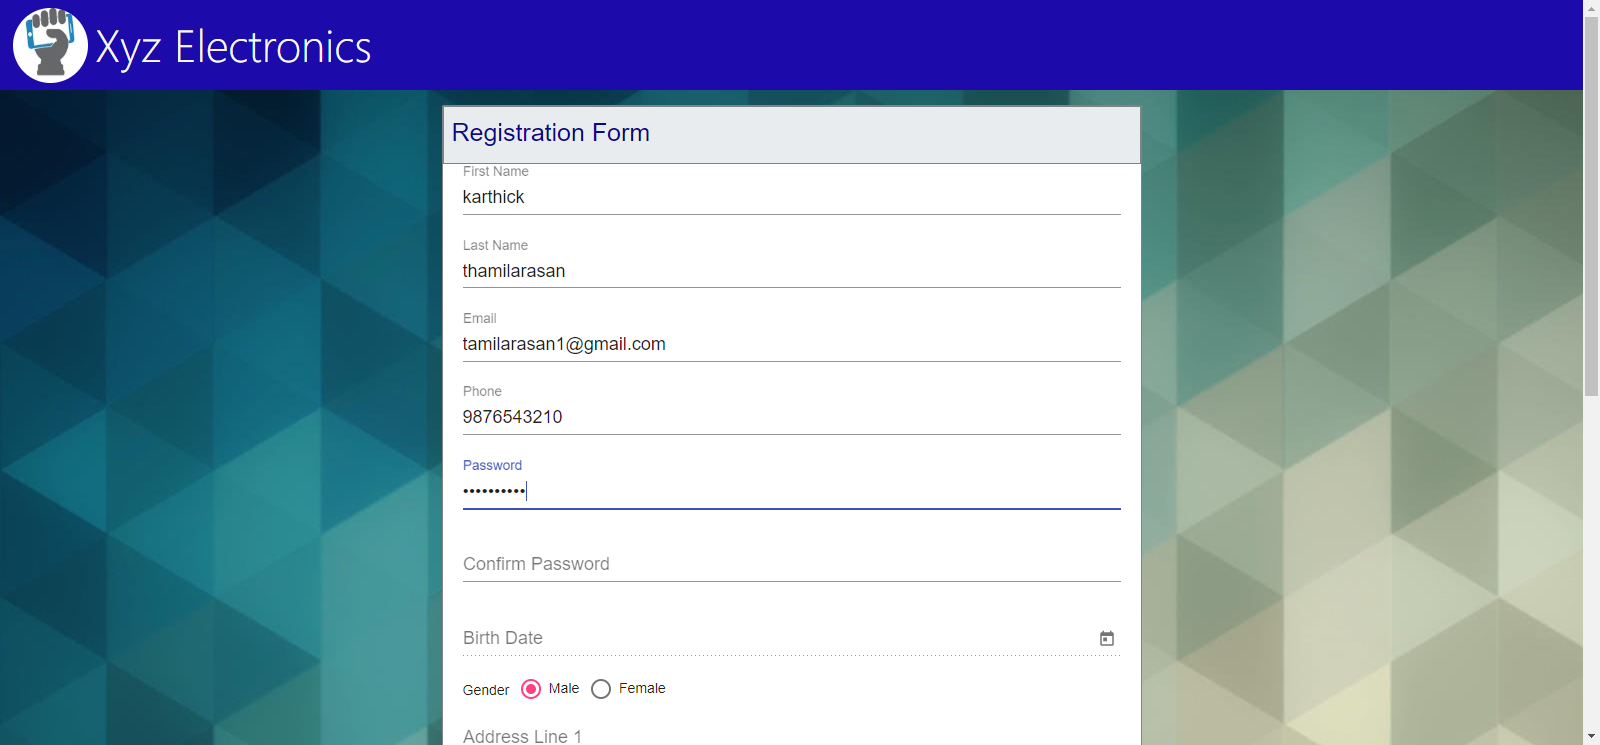 Xyz Electronics
Registration Form
First Name
karthick
Last Name
thamilarasan
Email
tamilarasan1@gmail.com
Phone
9876543210
Password
••••••••••
Confirm Password
Birth Date
Gender Male Female
Address Line 1